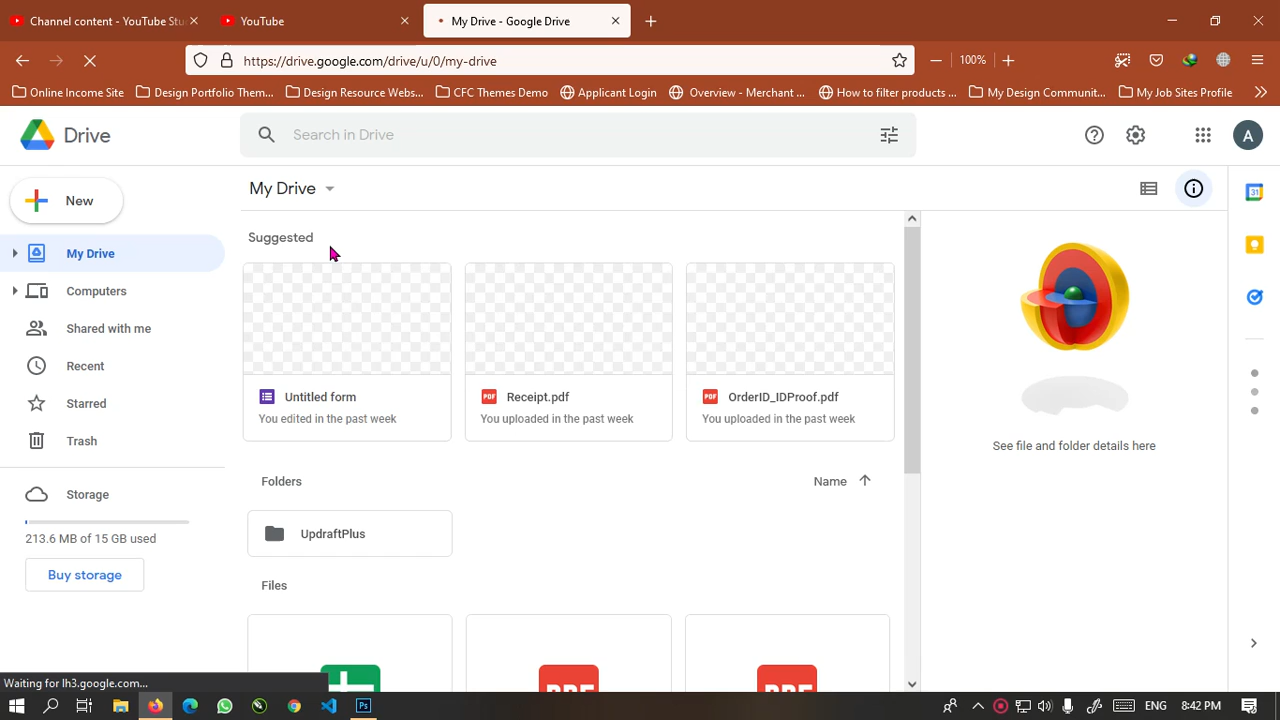 Channel content - YouTube Stu
YouTube
My Drive - Google Drive
https://drive.google.com/drive/u/0/my-drive
100%
Online Income Site
Design Portfolio Them...
Design Resource Webs...
CFC Themes Demo
Applicant Login
Overview - Merchant ...
How to filter products ...
My Design Communit...
My Job Sites Profile
Drive
Search in Drive
A
New
My Drive
31
My Drive
Computers
Shared with me
Recent
Starred
Trash
Storage
213.6 MB of 15 GB used
Buy storage
Suggested
Untitled form
You edited in the past week
PDF
Receipt.pdf
You uploaded in the past week
PDF
OrderID_IDProof.pdf
You uploaded in the past week
See file and folder details here
Folders
Name
UpdraftPlus
Files
Waiting for lh3.google.com...
Ps
ENG
8:42 PM